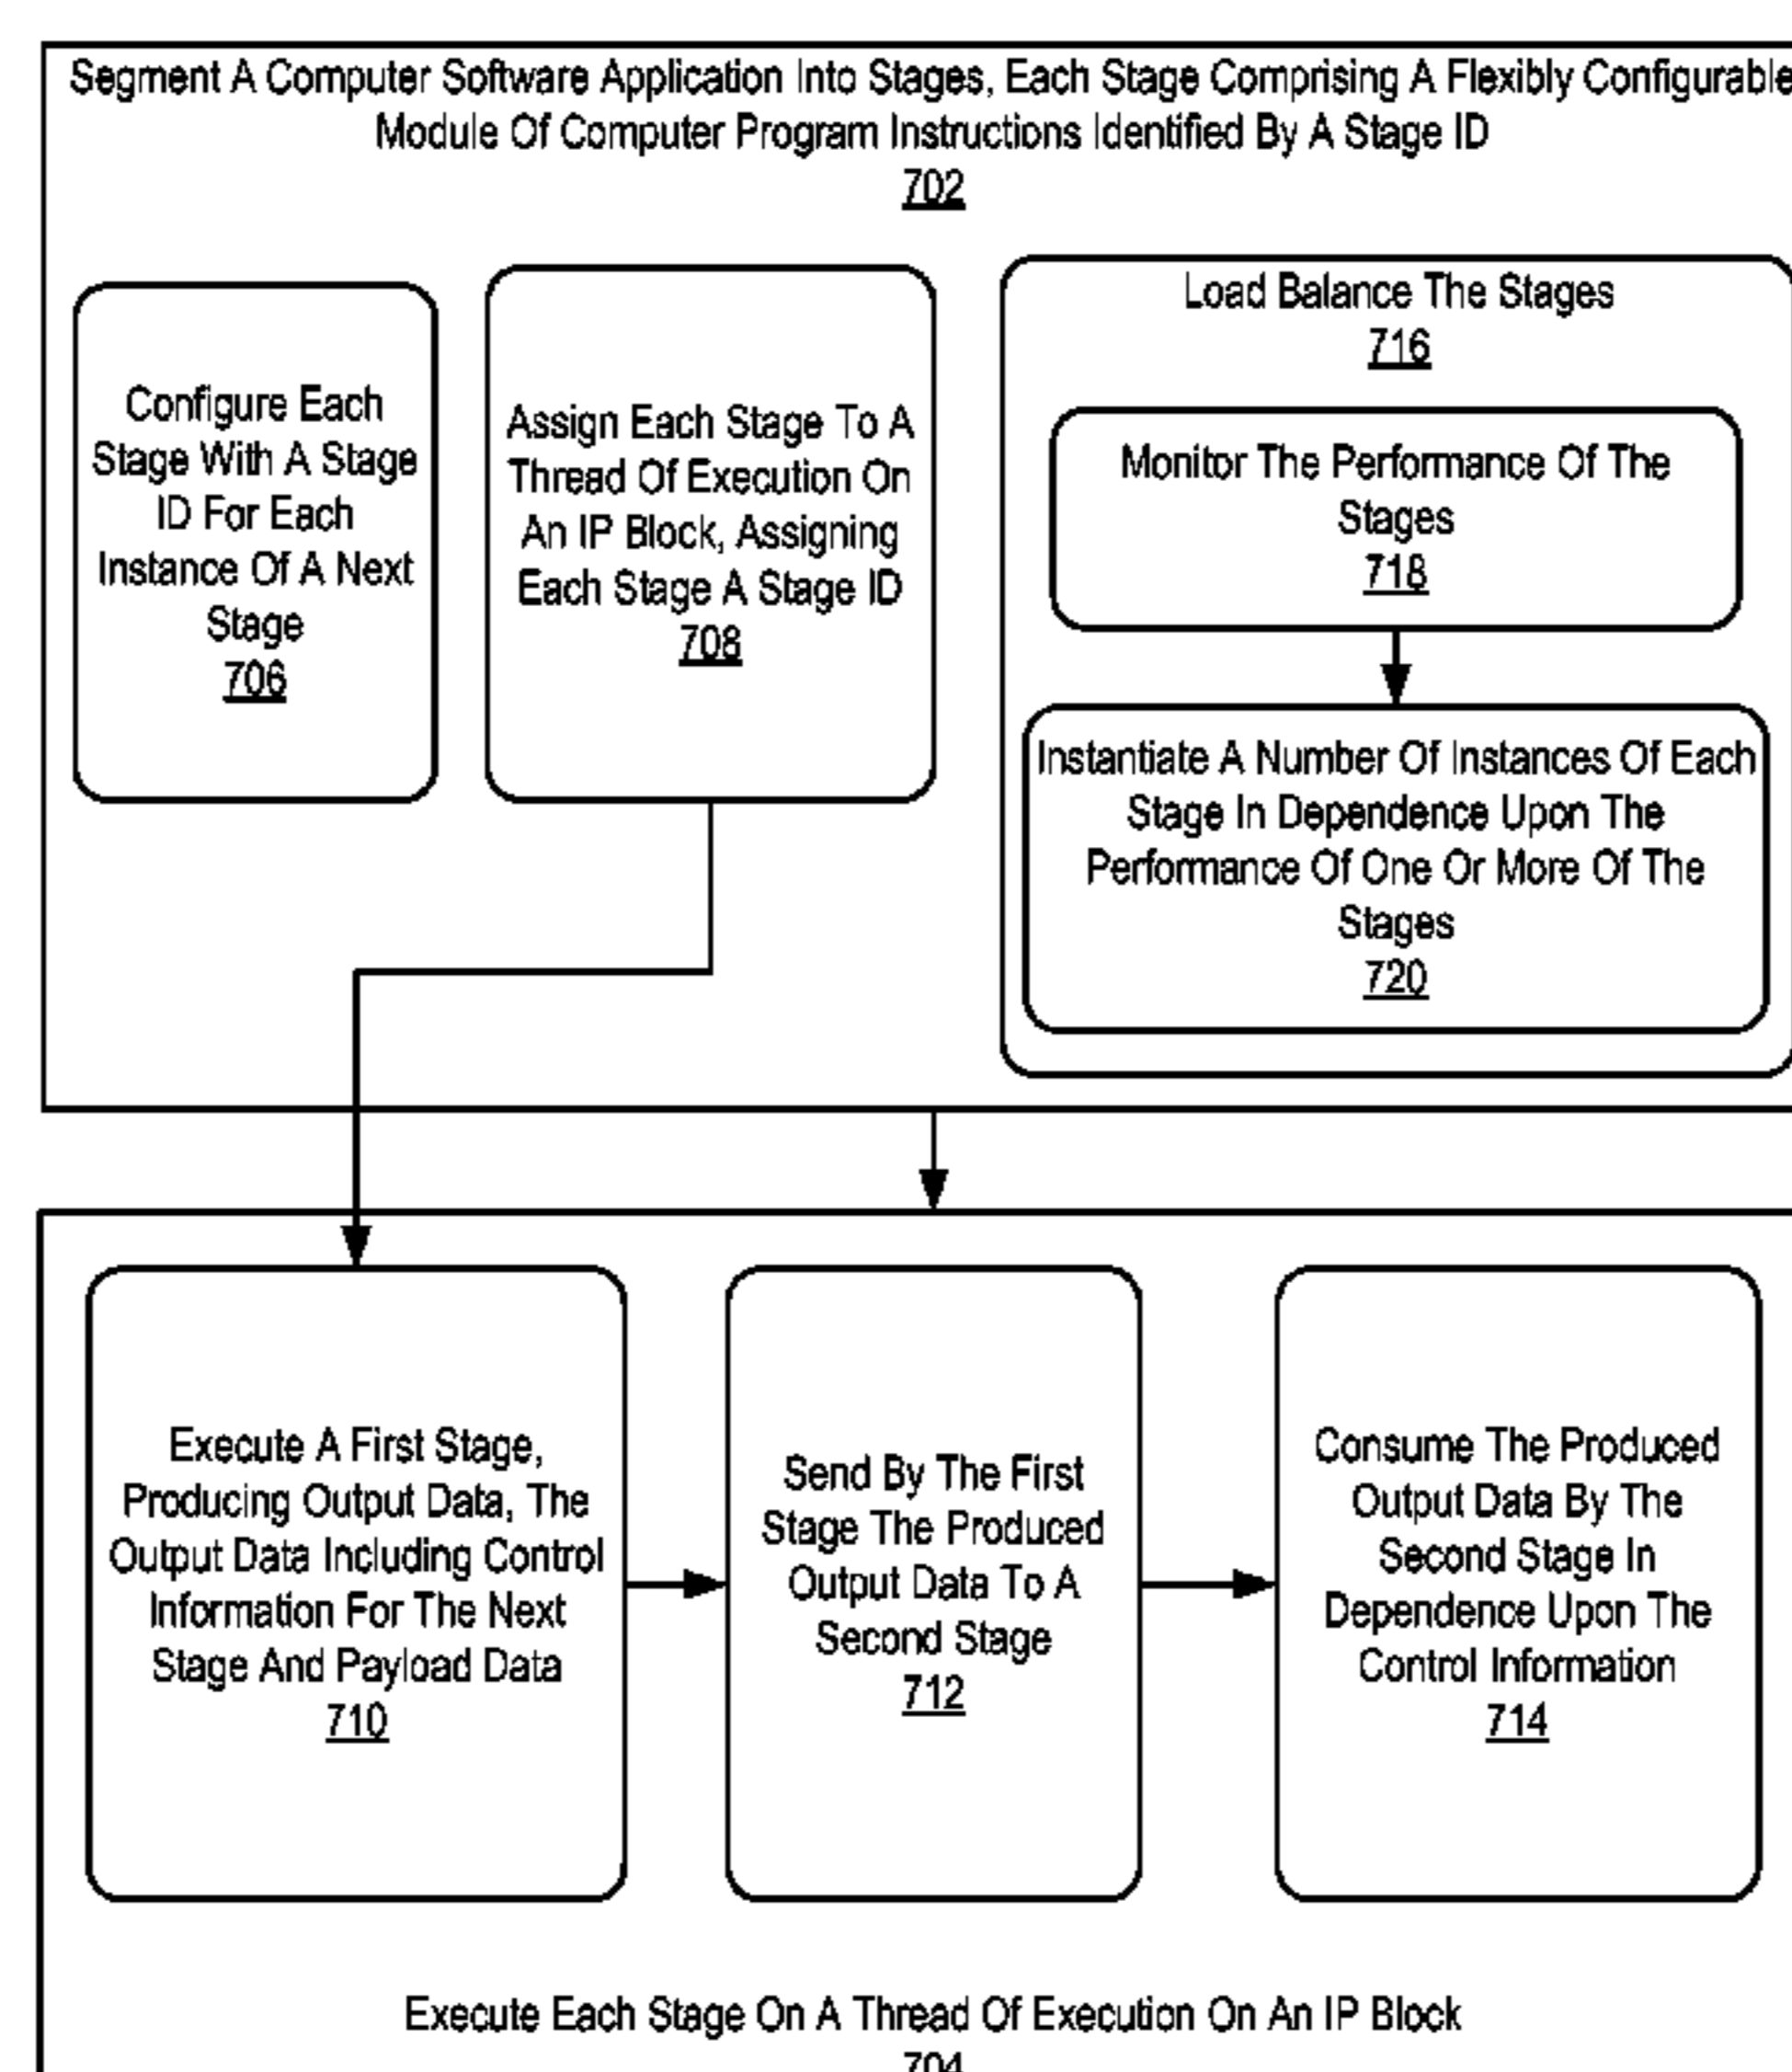 Segment A Computer Software Application Into Stages, Each Stage Comprising A Flexibly Configurable
Module Of Computer Program Instructions Identified By A Stage ID
702
Configure Each
Stage With A Stage
ID For Each
Instance Of A Next
Stage
706
Assign Each Stage To A
Thread Of Execution On
An IP Block, Assigning
Each Stage A Stage ID
708
Load Balance The Stages
716
Monitor The Performance Of The
Stages
718
Instantiate A Number Of Instances Of Each
Stage In Dependence Upon The
Performance Of One Or More Of The
Stages
720
Execute A First Stage,
Producing Output Data, The
Output Data Including Control
Information For The Next
Stage And Payload Data
710
Send By The First
Stage The Produced
Output Data To A
Second Stage
712
Consume The Produced
Output Data By The
Second Stage In
Dependence Upon The
Control Information
714
Execute Each Stage On A Thread Of Execution On An IP Block
704